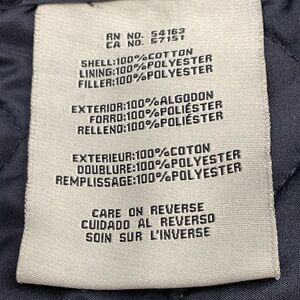 RN NO. 54163
CA NO. 57151
SHELL:100%COTTON
LINING:100%POLYESTER
FILLER:100%POLYESTER
EXTERIOR:100%ALGODON
FORRO:100%POLIÉSTER
RELLENO:100%POLIÉSTER
EXTERIEUR:100%COTON
DOUBLURE:100%POLYESTER
REMPLISSAGE:100%POLYESTER
CARE ON REVERSE
CUIDADO AL REVERSO
SOIN SUR L'INVERSE